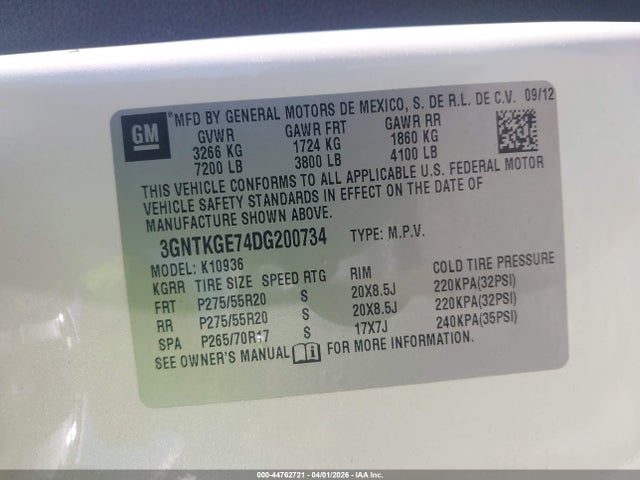 *MFD BY GENERAL MOTORS DE MEXICO, S. DE R.L. DE C.V. 09/12
GM
GVWR GAWR FRT GAWR RR
3266 KG 1724 KG 1860 KG
7200 LB 3800 LB 4100 LB
THIS VEHICLE CONFORMS TO ALL APPLICABLE U.S. FEDERAL MOTOR
VEHICLE SAFETY STANDARDS IN EFFECT ON THE DATE OF
MANUFACTURE SHOWN ABOVE.
3GNTKGE74DG200734 TYPE: M.P.V.
MODEL: K10936
KGRR TIRE SIZE SPEED RTG RIM COLD TIRE PRESSURE
FRT P275/55R20 S 20X8.5J 220KPA(32PSI)
RR P275/55R20 S 20X8.5J 220KPA(32PSI)
SPA P265/70R17 S 17X7J 240KPA(35PSI)
SEE OWNER'S MANUAL i FOR MORE INFORMATION.
000-44762721 - 04/01/2026 - IAA, Inc.